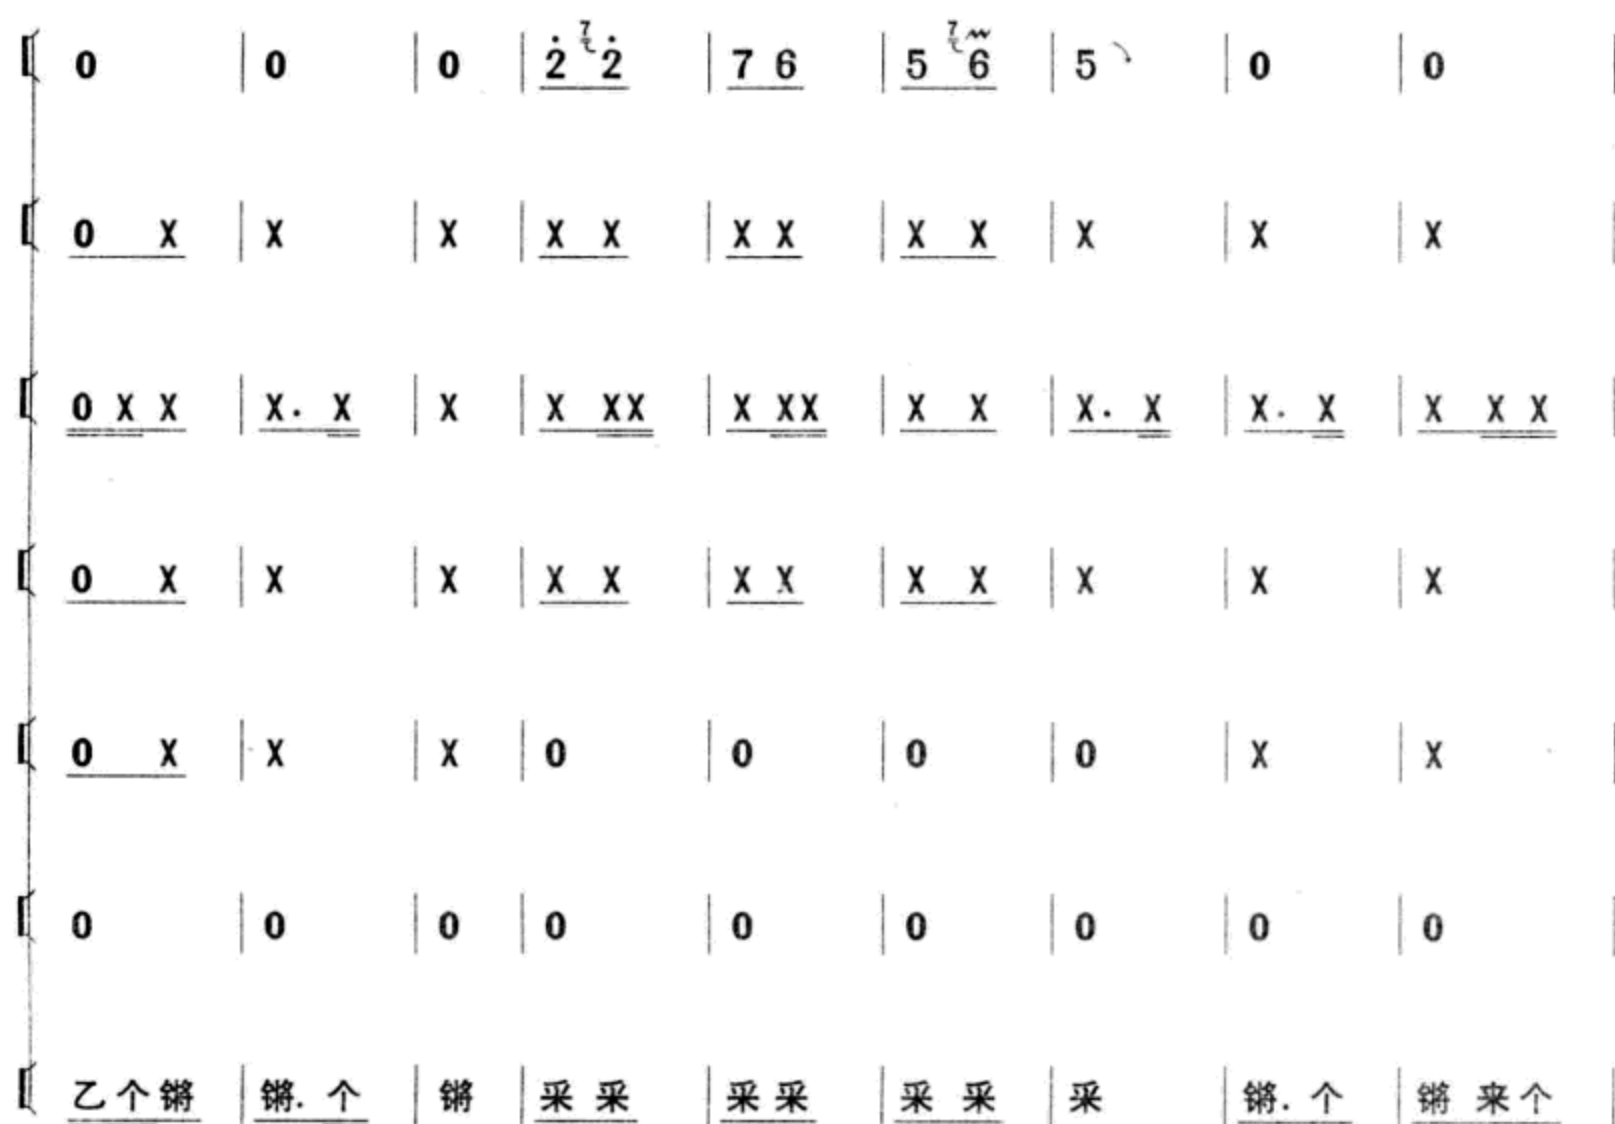 0 | 0 | 0 | 2̇ 7 2̇ | 7 6 | 5 7 6 | 5 | 0 | 0 |
0 X | X | X | X X | X X | X X | X | X | X |
0 X X | X. X | X | X XX | X XX | X X | X. X | X. X | X X X |
0 X | X | X | X X | X X | X X | X | X | X |
0 X | X | X | 0 | 0 | 0 | 0 | X | X |
0 | 0 | 0 | 0 | 0 | 0 | 0 | 0 | 0 |
乙个锵 | 锵. 个 | 锵 | 采 采 | 采 采 | 采 采 | 采 | 锵. 个 | 锵 来个 |